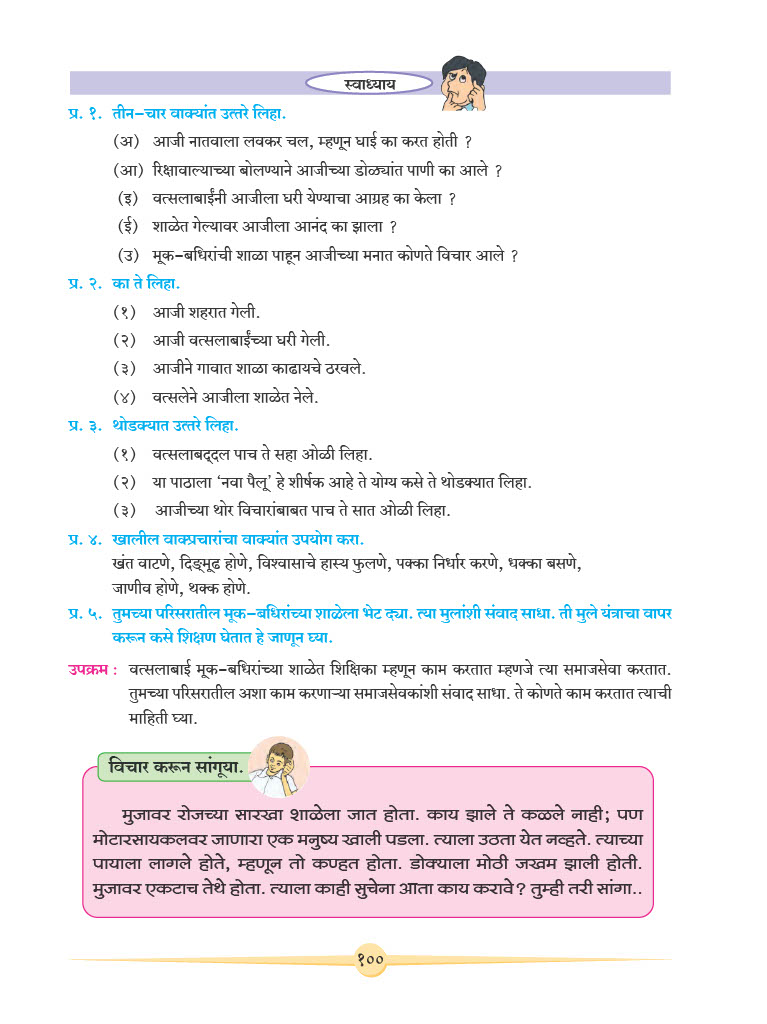 स्वाध्याय
प्र. १. तीन-चार वाक्यांत उत्तरे लिहा.
(अ) आजी नातवाला लवकर चल, म्हणून घाई का करत होती ?
(आ) रिक्षावाल्याच्या बोलण्याने आजीच्या डोळ्यांत पाणी का आले ?
(इ) वत्सलाबाईंनी आजीला घरी येण्याचा आग्रह का केला ?
(ई) शाळेत गेल्यावर आजीला आनंद का झाला ?
(उ) मूक-बधिरांची शाळा पाहून आजीच्या मनात कोणते विचार आले ?
प्र. २. का ते लिहा.
(१) आजी शहरात गेली.
(२) आजी वत्सलाबाईंच्या घरी गेली.
(३) आजीने गावात शाळा काढायचे ठरवले.
(४) वत्सलेने आजीला शाळेत नेले.
प्र. ३. थोडक्यात उत्तरे लिहा.
(१) वत्सलाबद्दल पाच ते सहा ओळी लिहा.
(२) या पाठाला ‘नवा पैलू’ हे शीर्षक आहे ते योग्य कसे ते थोडक्यात लिहा.
(३) आजीच्या थोर विचारांबाबत पाच ते सात ओळी लिहा.
प्र. ४. खालील वाक्प्रचारांचा वाक्यांत उपयोग करा.
खंत वाटणे, दिङ्मूढ होणे, विश्वासाचे हास्य फुलणे, पक्का निर्धार करणे, धक्का बसणे,
जाणीव होणे, थक्क होणे.
प्र. ५. तुमच्या परिसरातील मूक-बधिरांच्या शाळेला भेट द्या. त्या मुलांशी संवाद साधा. ती मुले यंत्राचा वापर
करून कसे शिक्षण घेतात हे जाणून घ्या.
उपक्रम : वत्सलाबाई मूक-बधिरांच्या शाळेत शिक्षिका म्हणून काम करतात म्हणजे त्या समाजसेवा करतात.
तुमच्या परिसरातील अशा काम करणाऱ्या समाजसेवकांशी संवाद साधा. ते कोणते काम करतात त्याची
माहिती घ्या.
विचार करून सांगूया.
मुजावर रोजच्या सारखा शाळेला जात होता. काय झाले ते कळले नाही; पण
मोटारसायकलवर जाणारा एक मनुष्य खाली पडला. त्याला उठता येत नव्हते. त्याच्या
पायाला लागले होते, म्हणून तो कण्हत होता. डोक्याला मोठी जखम झाली होती.
मुजावर एकटाच तेथे होता. त्याला काही सुचेना आता काय करावे? तुम्ही तरी सांगा..
१००